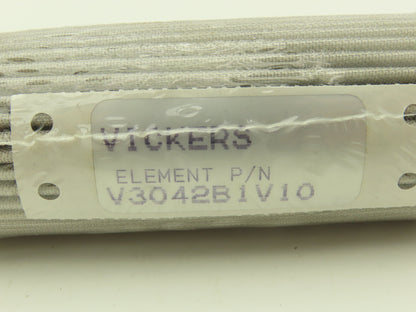 VICKERS
ELEMENT P/N
V3042B1V10